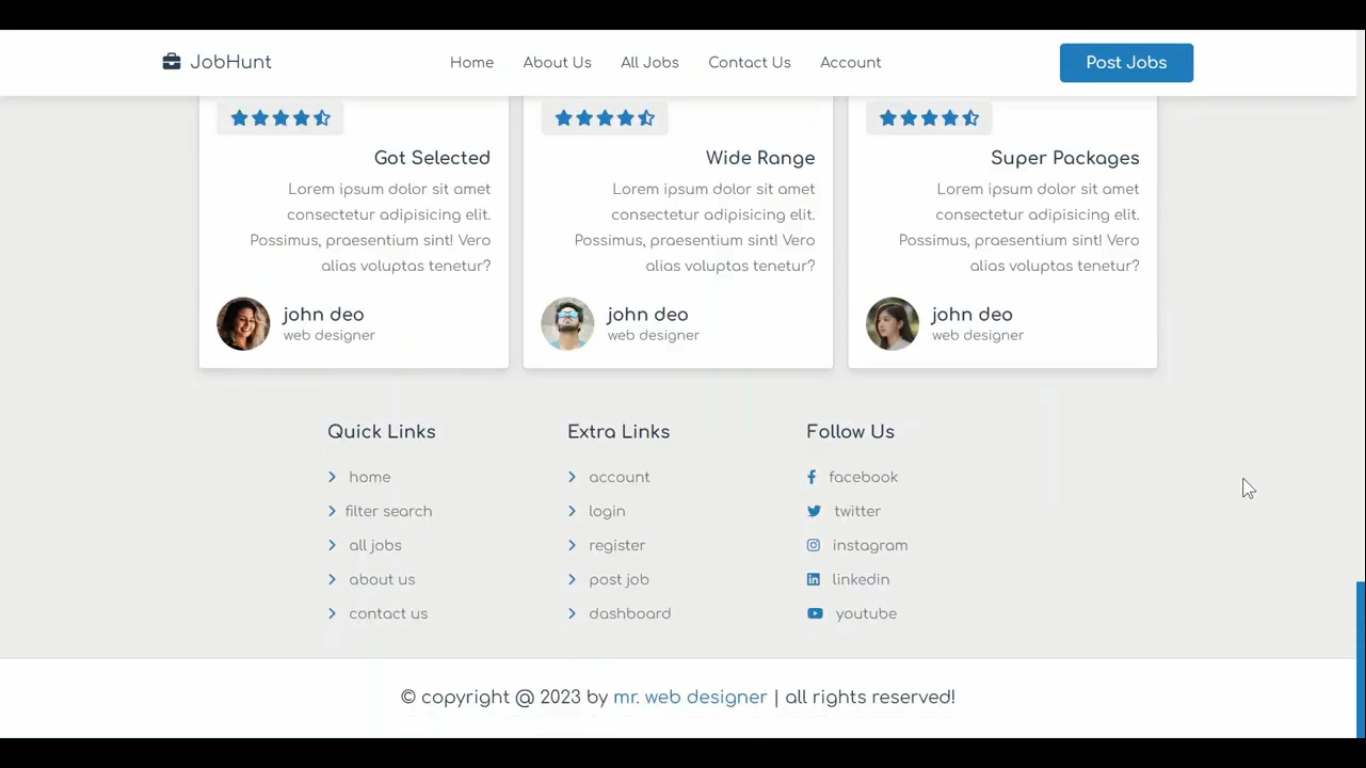 JobHunt
Home About Us All Jobs Contact Us Account
Post Jobs
Got Selected
Lorem ipsum dolor sit amet
consectetur adipisicing elit.
Possimus, praesentium sint! Vero
alias voluptas tenetur?
john deo
web designer
Wide Range
Lorem ipsum dolor sit amet
consectetur adipisicing elit.
Possimus, praesentium sint! Vero
alias voluptas tenetur?
john deo
web designer
Super Packages
Lorem ipsum dolor sit amet
consectetur adipisicing elit.
Possimus, praesentium sint! Vero
alias voluptas tenetur?
john deo
web designer
Quick Links
home
filter search
all jobs
about us
contact us
Extra Links
account
login
register
post job
dashboard
Follow Us
facebook
twitter
instagram
linkedin
youtube
© copyright @ 2023 by mr. web designer | all rights reserved!